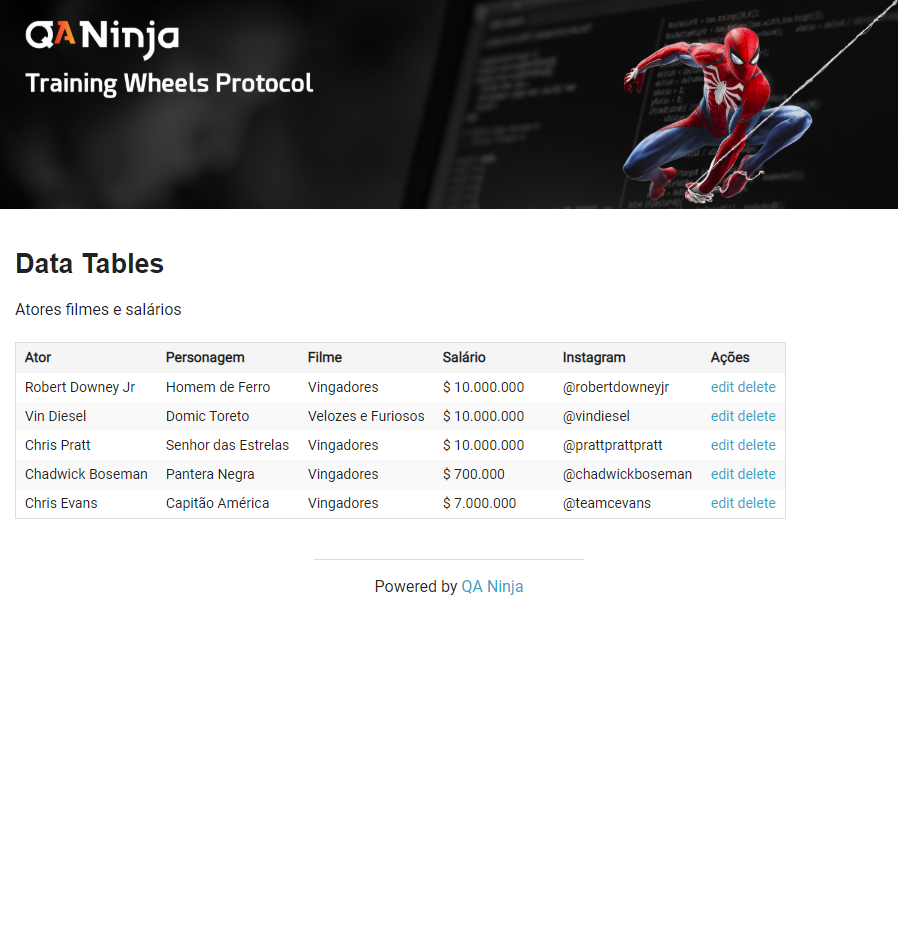 QANinja
Training Wheels Protocol
Data Tables
Atores filmes e salários
Ator Personagem Filme Salário Instagram Ações
Robert Downey Jr Homem de Ferro Vingadores $ 10.000.000 @robertdowneyjr edit delete
Vin Diesel Domic Toreto Velozes e Furiosos $ 10.000.000 @vindiesel edit delete
Chris Pratt Senhor das Estrelas Vingadores $ 10.000.000 @prattprattpratt edit delete
Chadwick Boseman Pantera Negra Vingadores $ 700.000 @chadwickboseman edit delete
Chris Evans Capitão América Vingadores $ 7.000.000 @teamcevans edit delete
Powered by QA Ninja